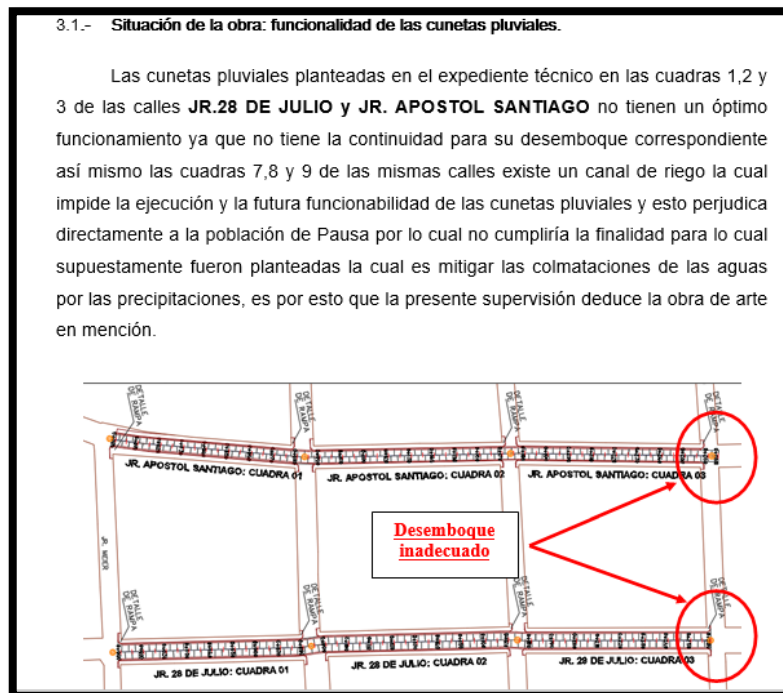 3.1.- Situación de la obra: funcionalidad de las cunetas pluviales.
Las cunetas pluviales planteadas en el expediente técnico en las cuadras 1,2 y
3 de las calles JR.28 DE JULIO y JR. APOSTOL SANTIAGO no tienen un óptimo
funcionamiento ya que no tiene la continuidad para su desemboque correspondiente
así mismo las cuadras 7,8 y 9 de las mismas calles existe un canal de riego la cual
impide la ejecución y la futura funcionabilidad de las cunetas pluviales y esto perjudica
directamente a la población de Pausa por lo cual no cumpliría la finalidad para lo cual
supuestamente fueron planteadas la cual es mitigar las colmataciones de las aguas
por las precipitaciones, es por esto que la presente supervisión deduce la obra de arte
en mención.
DETALLE
DE RAMPA
DETALLE
DE RAMPA
DETALLE
DE RAMPA
DETALLE
DE RAMPA
JR. APOSTOL SANTIAGO: CUADRA 01
JR. APOSTOL SANTIAGO: CUADRA 02
JR. APOSTOL SANTIAGO: CUADRA 03
Desemboque
inadecuado
DETALLE
DE RAMPA
DETALLE
DE RAMPA
DETALLE
DE RAMPA
DETALLE
DE RAMPA
JR. 28 DE JULIO: CUADRA 01
JR. 28 DE JULIO: CUADRA 02
JR. 28 DE JULIO: CUADRA 03